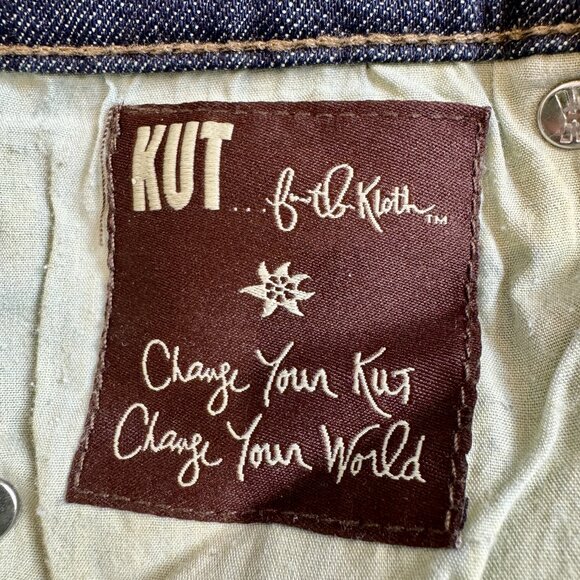 KUT ... from the Kloth™
Change Your Kut
Change Your World